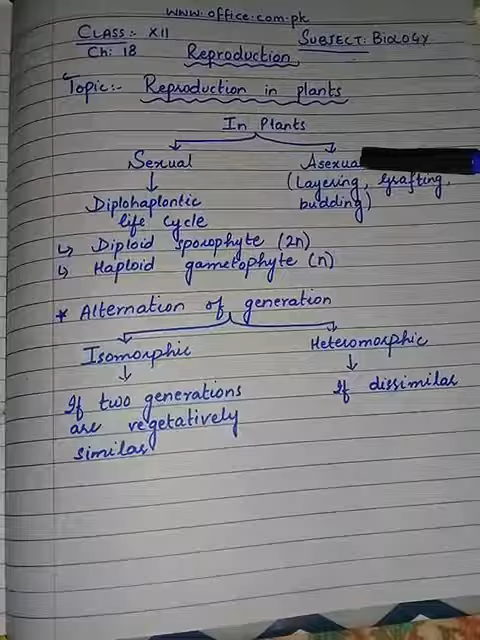 www.office.com.pk
CLASS:- XII SUBJECT: BIOLOGY
Ch: 18 Reproduction
Topic:- Reproduction in plants
In Plants
Sexual Asexual
Diplohaplontic (Layering, Grafting,
life cycle budding)
↳ Diploid sporophyte (2n)
↳ Haploid gametophyte (n)
* Alternation of generation
Isomorphic Heteromorphic
If two generations If dissimilar
are vegetatively
similar